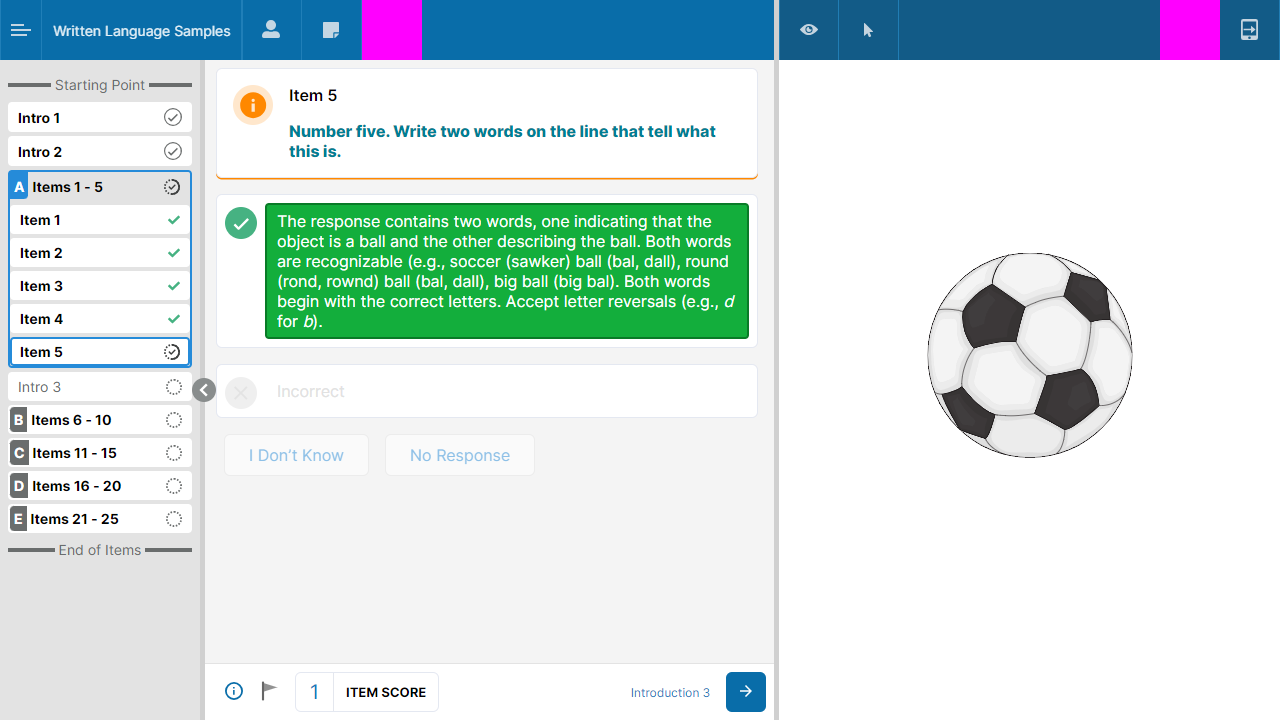 Written Language Samples
Starting Point
Intro 1
Intro 2
A Items 1 - 5
Item 1
Item 2
Item 3
Item 4
Item 5
Intro 3
B Items 6 - 10
C Items 11 - 15
D Items 16 - 20
E Items 21 - 25
End of Items
Item 5
Number five. Write two words on the line that tell what
this is.
The response contains two words, one indicating that the
object is a ball and the other describing the ball. Both words
are recognizable (e.g., soccer (sawker) ball (bal, dall), round
(rond, rownd) ball (bal, dall), big ball (big bal). Both words
begin with the correct letters. Accept letter reversals (e.g., d
for b).
Incorrect
I Don’t Know
No Response
1 ITEM SCORE
Introduction 3